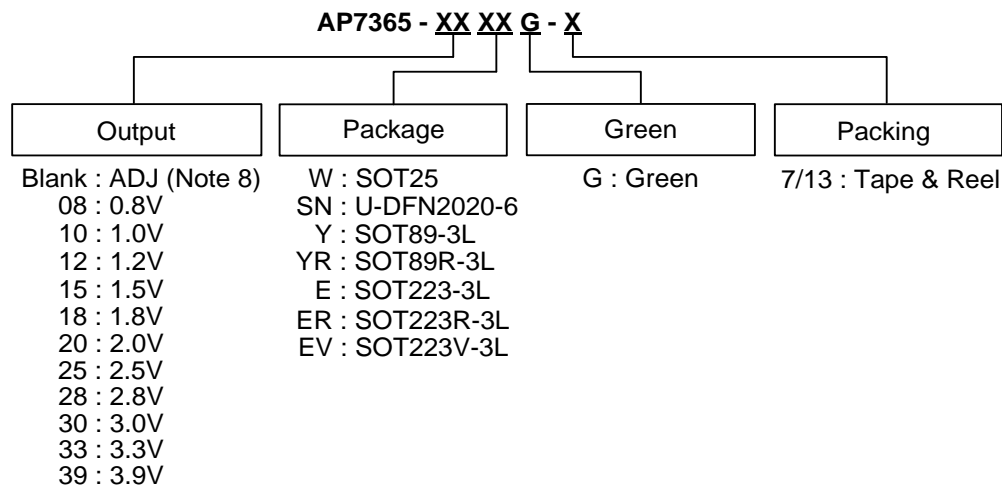 AP7365 - XX XX G - X
Output
Package
Green
Packing
Blank : ADJ (Note 8)
08 : 0.8V
10 : 1.0V
12 : 1.2V
15 : 1.5V
18 : 1.8V
20 : 2.0V
25 : 2.5V
28 : 2.8V
30 : 3.0V
33 : 3.3V
39 : 3.9V
W : SOT25
SN : U-DFN2020-6
Y : SOT89-3L
YR : SOT89R-3L
E : SOT223-3L
ER : SOT223R-3L
EV : SOT223V-3L
G : Green
7/13 : Tape & Reel